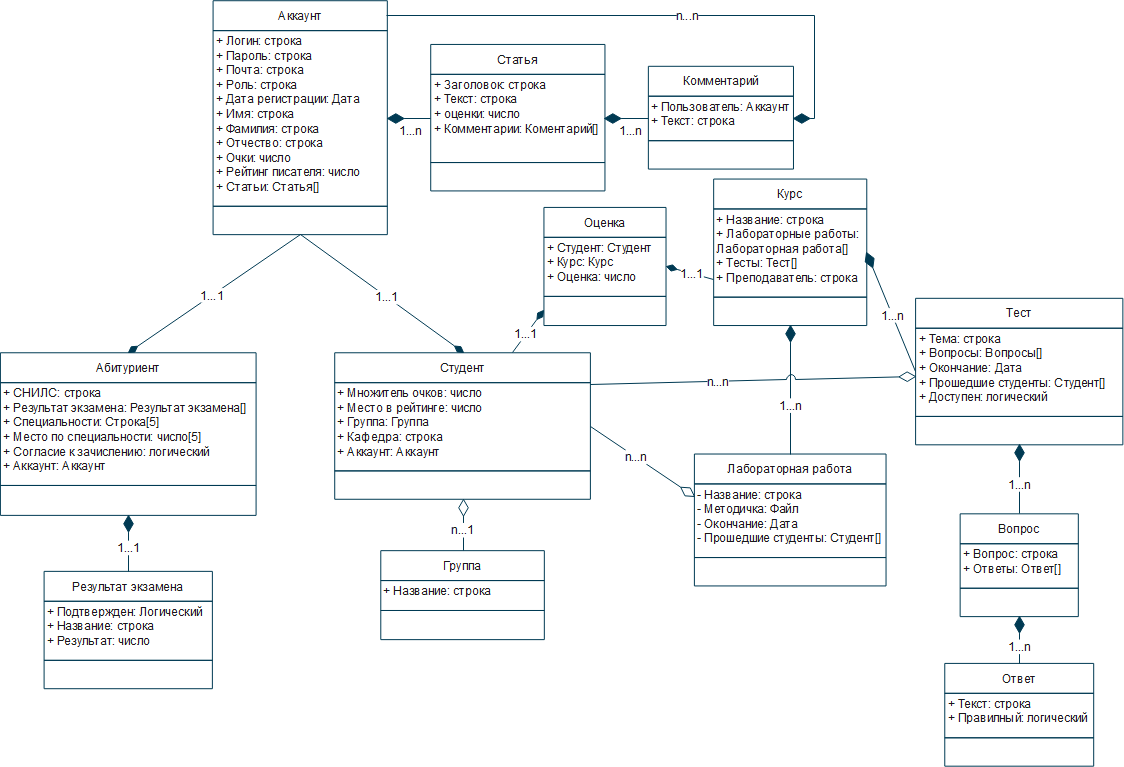 Аккаунт
+ Логин: строка
+ Пароль: строка
+ Почта: строка
+ Роль: строка
+ Дата регистрации: Дата
+ Имя: строка
+ Фамилия: строка
+ Отчество: строка
+ Очки: число
+ Рейтинг писателя: число
+ Статьи: Статья[]
n...n
1...n
Статья
+ Заголовок: строка
+ Текст: строка
+ оценки: число
+ Комментарии: Коментарий[]
1...n
Комментарий
+ Пользователь: Аккаунт
+ Текст: строка
Оценка
+ Студент: Студент
+ Курс: Курс
+ Оценка: число
1...1
Курс
+ Название: строка
+ Лабораторные работы:
Лабораторная работа[]
+ Тесты: Тест[]
+ Преподаватель: строка
1...1
1...1
1...1
1...n
Тест
+ Тема: строка
+ Вопросы: Вопросы[]
+ Окончание: Дата
+ Прошедшие студенты: Студент[]
+ Доступен: логический
Абитуриент
+ СНИЛС: строка
+ Результат экзамена: Результат экзамена[]
+ Специальности: Строка[5]
+ Место по специальности: число[5]
+ Согласие к зачислению: логический
+ Аккаунт: Аккаунт
Студент
+ Множитель очков: число
+ Место в рейтинге: число
+ Группа: Группа
+ Кафедра: строка
+ Аккаунт: Аккаунт
n...n
1...n
n...n
Лабораторная работа
- Название: строка
- Методичка: Файл
- Окончание: Дата
- Прошедшие студенты: Студент[]
1...n
Вопрос
+ Вопрос: строка
+ Ответы: Ответ[]
1...1
n...1
Результат экзамена
+ Подтвержден: Логический
+ Название: строка
+ Результат: число
Группа
+ Название: строка
1...n
Ответ
+ Текст: строка
+ Правилный: логический